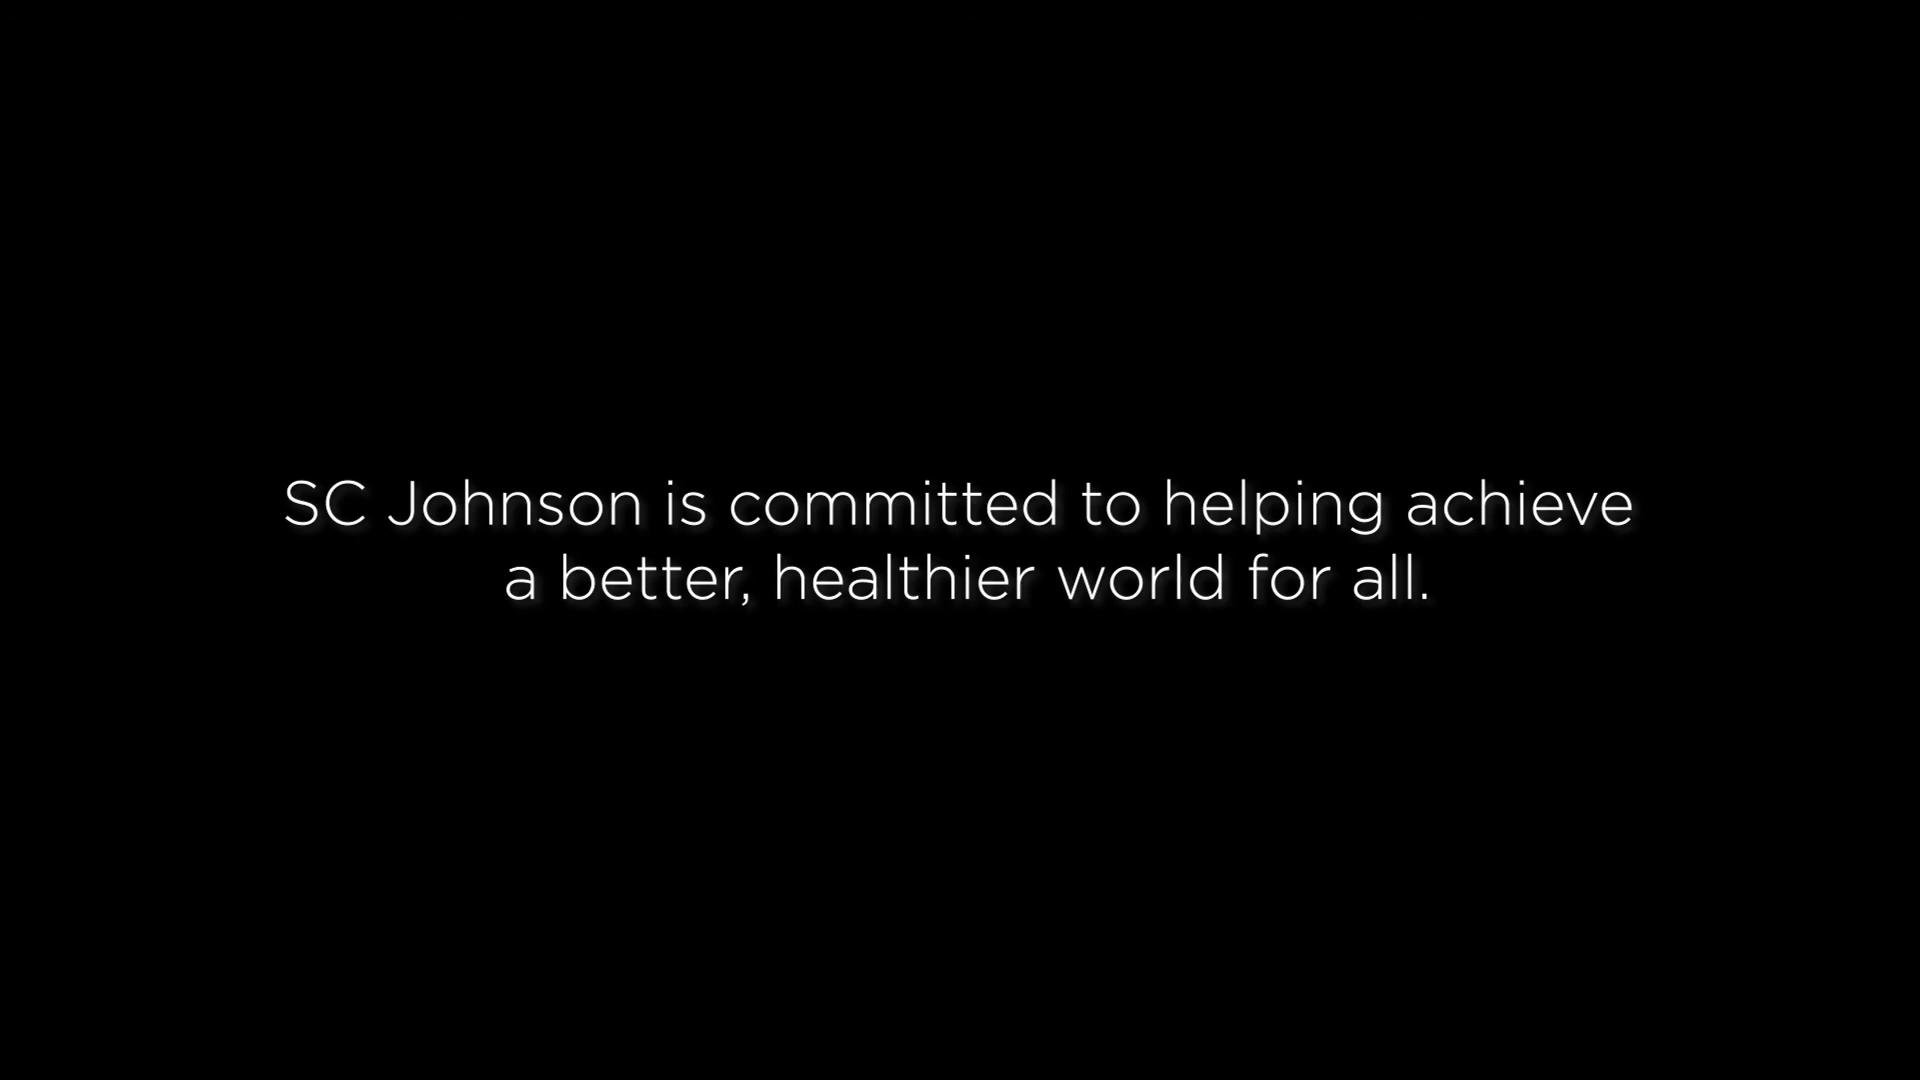 SC Johnson is committed to helping achieve
a better, healthier world for all.